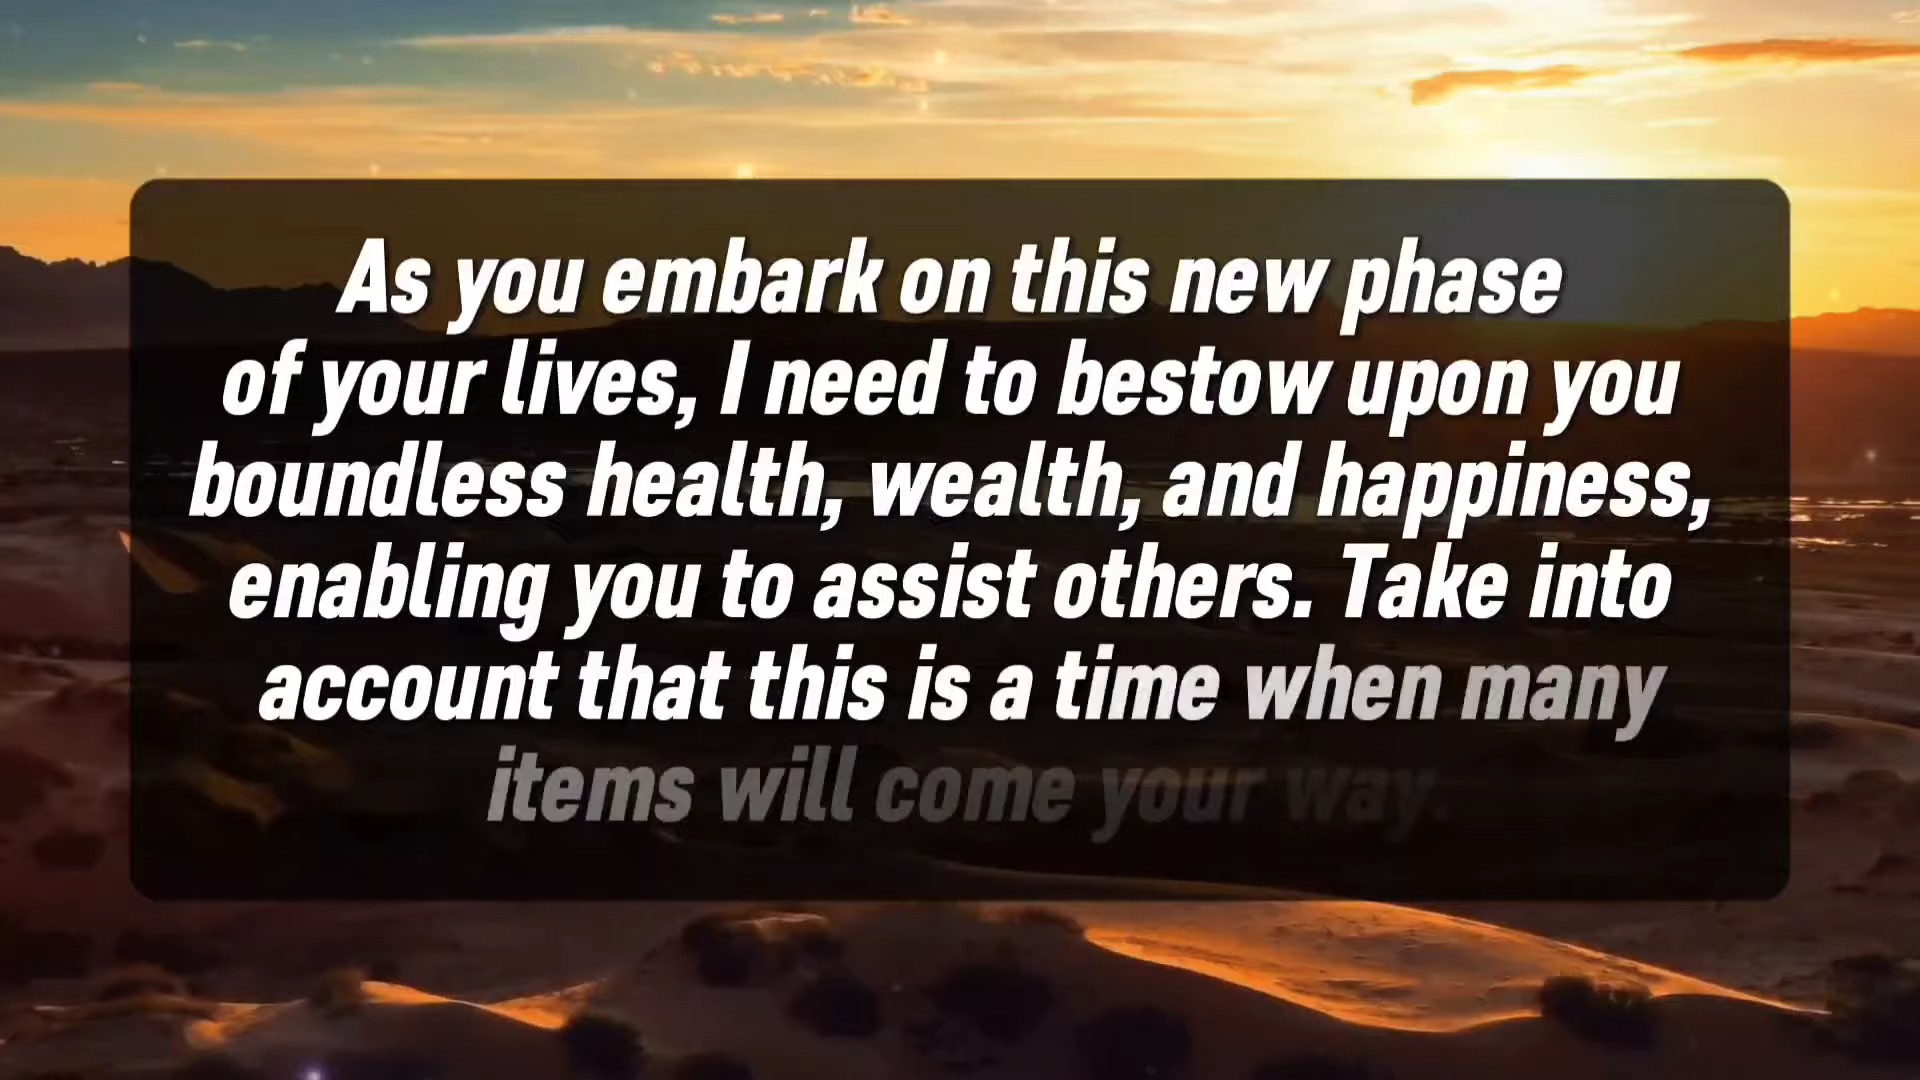 As you embark on this new phase
of your lives, I need to bestow upon you
boundless health, wealth, and happiness,
enabling you to assist others. Take into
account that this is a time when many
items will come your way.